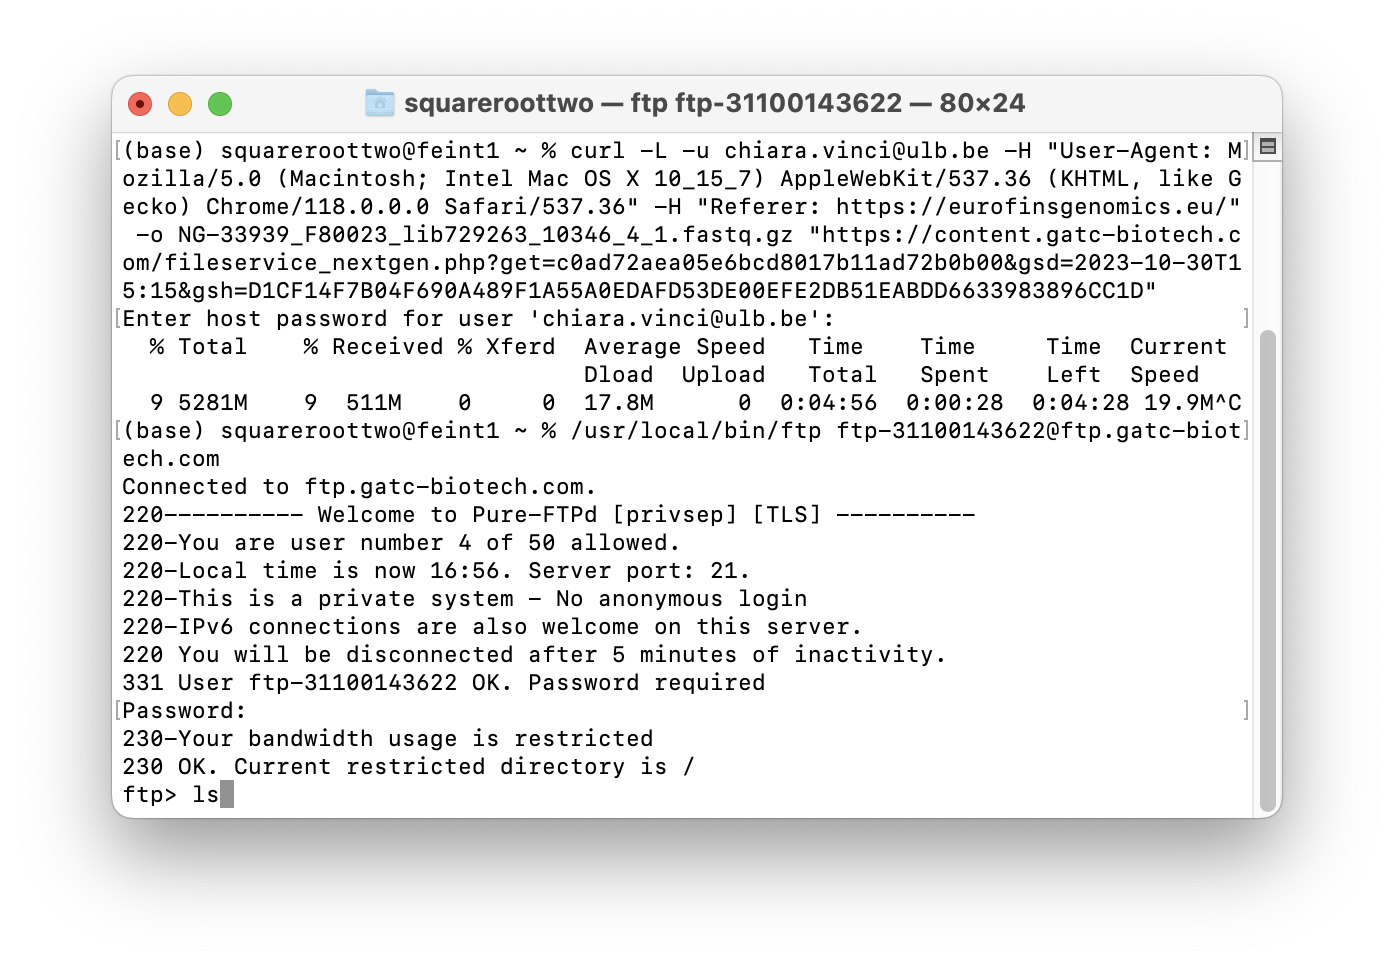 squareroottwo — ftp ftp-31100143622 — 80×24
[(base) squareroottwo@feint1 ~ % curl -L -u chiara.vinci@ulb.be -H "User-Agent: M]
ozilla/5.0 (Macintosh; Intel Mac OS X 10_15_7) AppleWebKit/537.36 (KHTML, like G
ecko) Chrome/118.0.0.0 Safari/537.36" -H "Referer: https://eurofinsgenomics.eu/"
 -o NG-33939_F80023_lib729263_10346_4_1.fastq.gz "https://content.gatc-biotech.c
om/fileservice_nextgen.php?get=c0ad72aea05e6bcd8017b11ad72b0b00&gsd=2023-10-30T1
5:15&gsh=D1CF14F7B04F690A489F1A55A0EDAFD53DE00EFE2DB51EABDD6633983896CC1D"
[Enter host password for user 'chiara.vinci@ulb.be': ]
  % Total    % Received % Xferd  Average Speed   Time    Time     Time  Current
                                 Dload  Upload   Total   Spent    Left  Speed
  9 5281M    9  511M    0     0  17.8M      0  0:04:56  0:00:28  0:04:28 19.9M^C
[(base) squareroottwo@feint1 ~ % /usr/local/bin/ftp ftp-31100143622@ftp.gatc-biot]
ech.com
Connected to ftp.gatc-biotech.com.
220---------- Welcome to Pure-FTPd [privsep] [TLS] ----------
220-You are user number 4 of 50 allowed.
220-Local time is now 16:56. Server port: 21.
220-This is a private system - No anonymous login
220-IPv6 connections are also welcome on this server.
220 You will be disconnected after 5 minutes of inactivity.
331 User ftp-31100143622 OK. Password required
[Password: ]
230-Your bandwidth usage is restricted
230 OK. Current restricted directory is /
ftp> ls